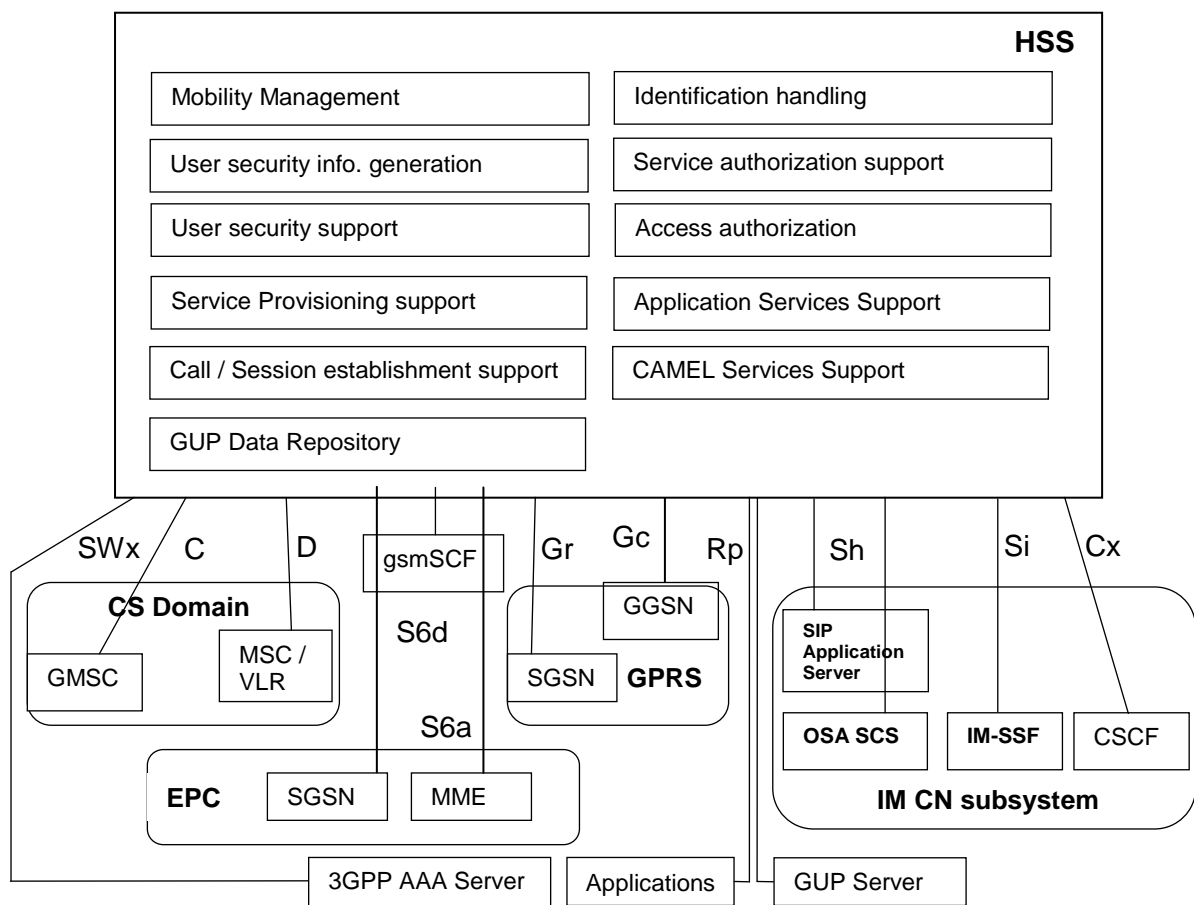 HSS
Mobility Management
Identification handling
User security info. generation
Service authorization support
User security support
Access authorization
Service Provisioning support
Application Services Support
Call / Session establishment support
CAMEL Services Support
GUP Data Repository
SWx
C
D
gsmSCF
Gr
Gc
Rp
Sh
Si
Cx
CS Domain
GMSC
MSC /
VLR
S6d
S6a
GGSN
SGSN
GPRS
SIP
Application
Server
OSA SCS
IM-SSF
CSCF
IM CN subsystem
EPC
SGSN
MME
3GPP AAA Server
Applications
GUP Server